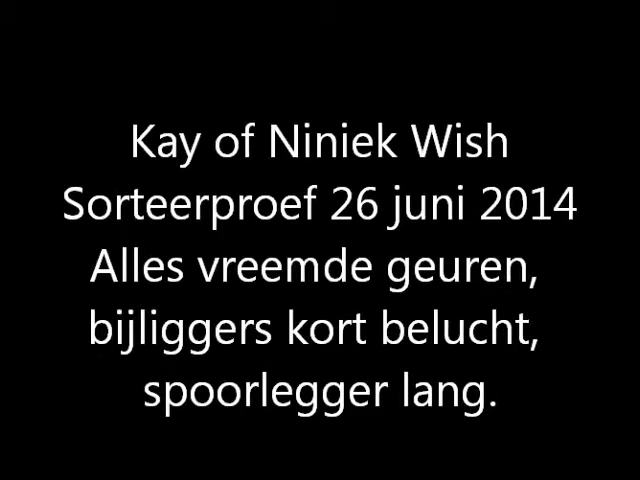 Kay of Niniek Wish
Sorteerproef 26 juni 2014
Alles vreemde geuren,
bijliggers kort belucht,
spoorlegger lang.